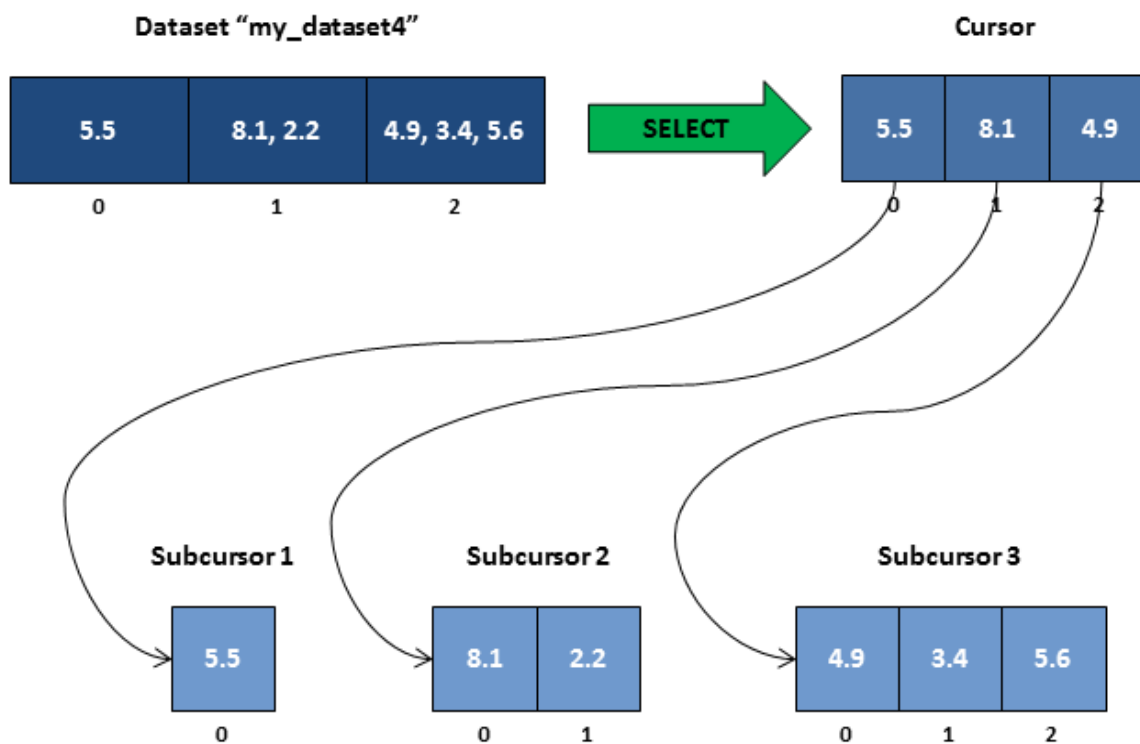 Dataset “my_dataset4” Cursor
5.5 8.1, 2.2 4.9, 3.4, 5.6 SELECT 5.5 8.1 4.9
0 1 2 0 1 2
Subcursor 1 Subcursor 2 Subcursor 3
5.5 8.1 2.2 4.9 3.4 5.6
0 0 1 0 1 2